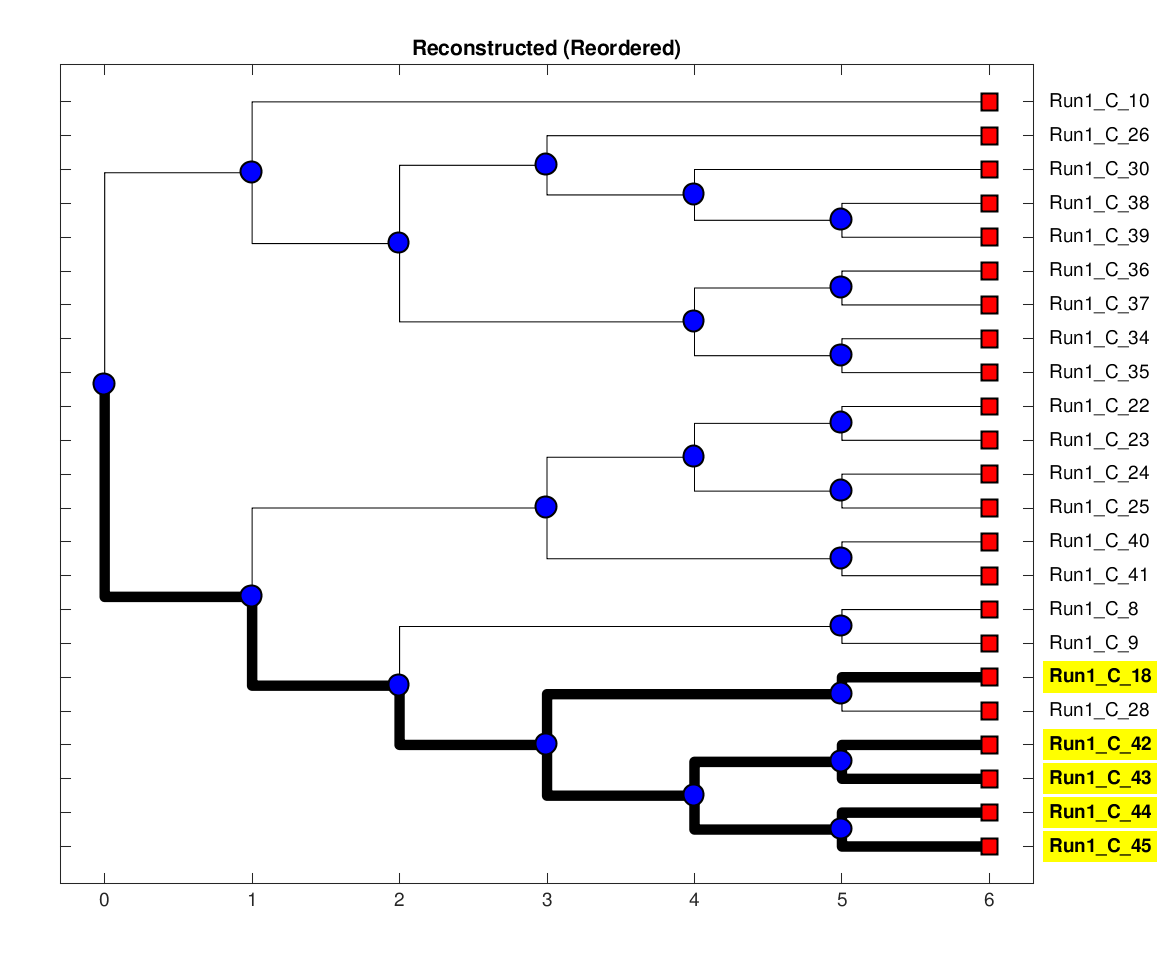 Reconstructed (Reordered)
Run1_C_10
Run1_C_26
Run1_C_30
Run1_C_38
Run1_C_39
Run1_C_36
Run1_C_37
Run1_C_34
Run1_C_35
Run1_C_22
Run1_C_23
Run1_C_24
Run1_C_25
Run1_C_40
Run1_C_41
Run1_C_8
Run1_C_9
Run1_C_18
Run1_C_28
Run1_C_42
Run1_C_43
Run1_C_44
Run1_C_45
0 1 2 3 4 5 6